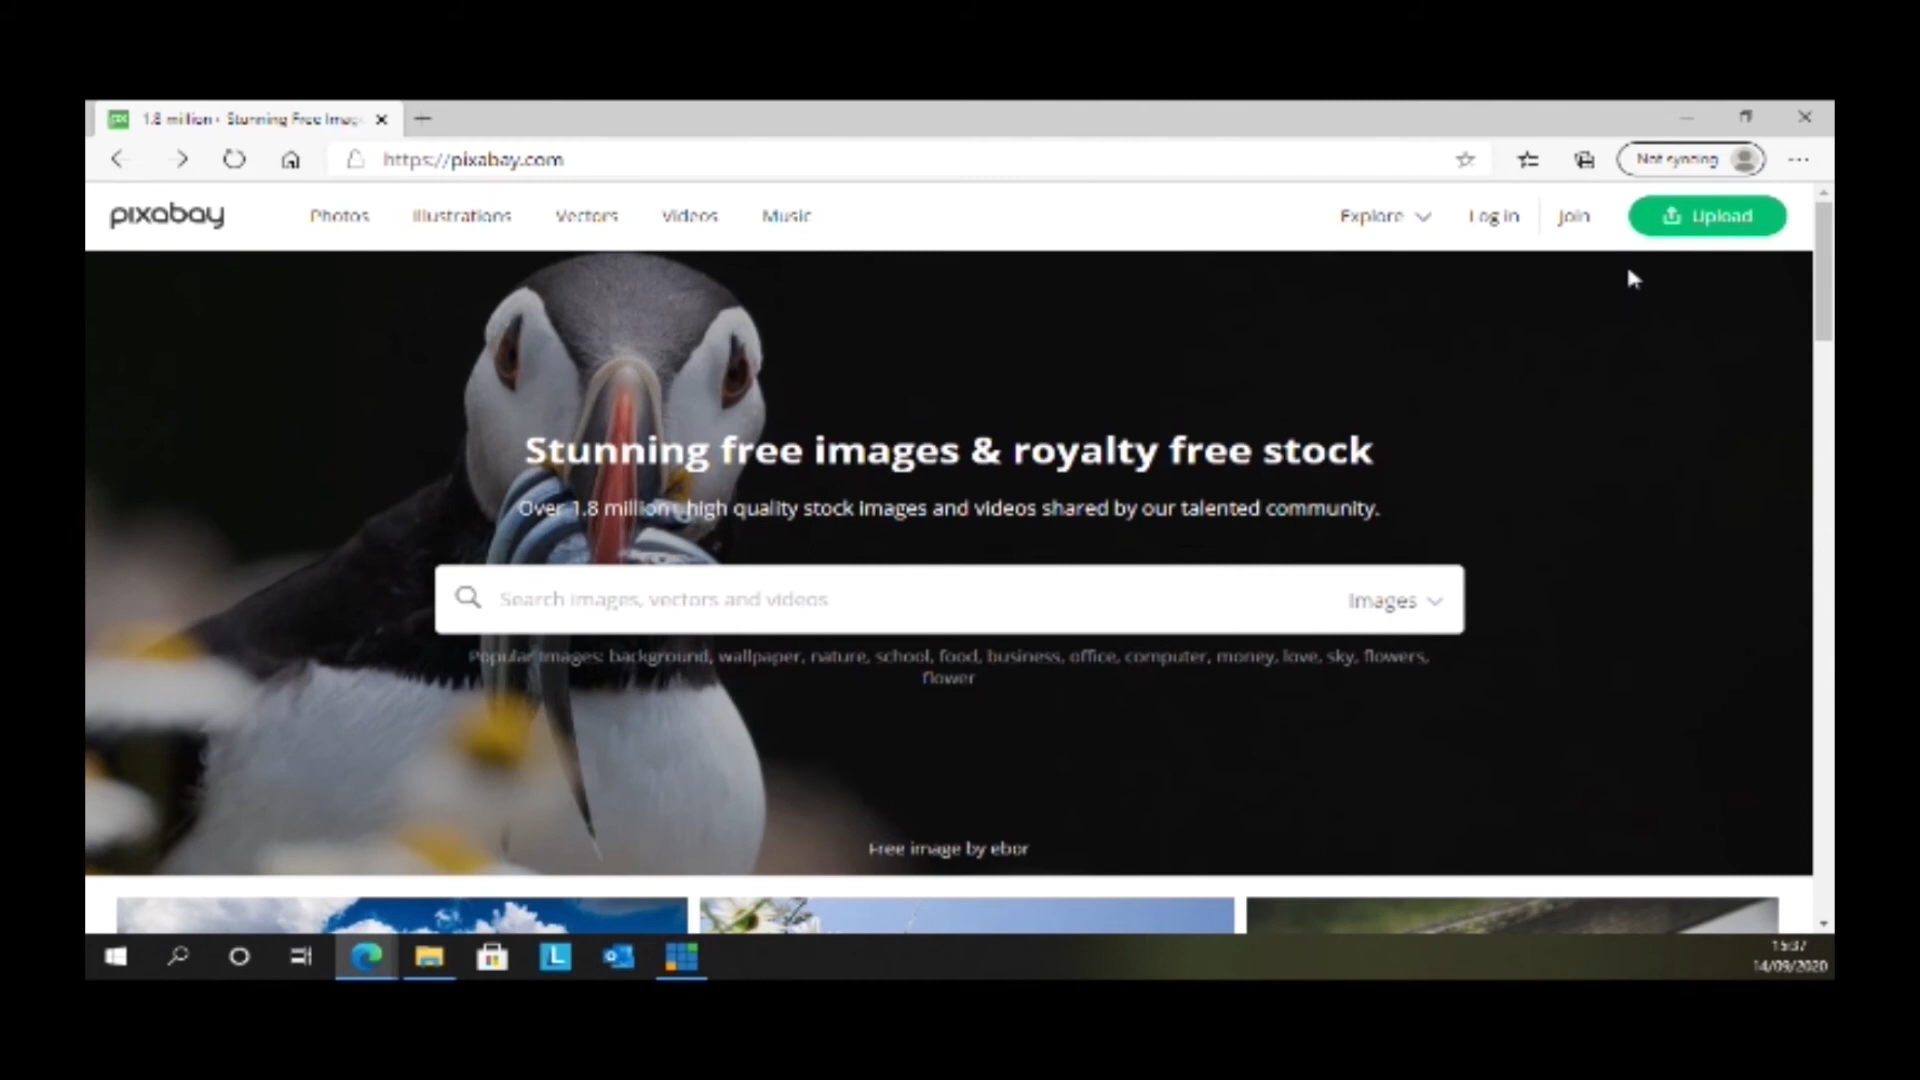 1.8 million+ Stunning Free Imag
https://pixabay.com
Not syncing
pixabay
Photos Illustrations Vectors Videos Music Explore Log in Join Upload
Stunning free images & royalty free stock
Over 1.8 million+ high quality stock images and videos shared by our talented community.
Search images, vectors and videos Images
Popular Images: background, wallpaper, nature, school, food, business, office, computer, money, love, sky, flowers,
flower
Free image by ebor
L
15:37
14/09/2020